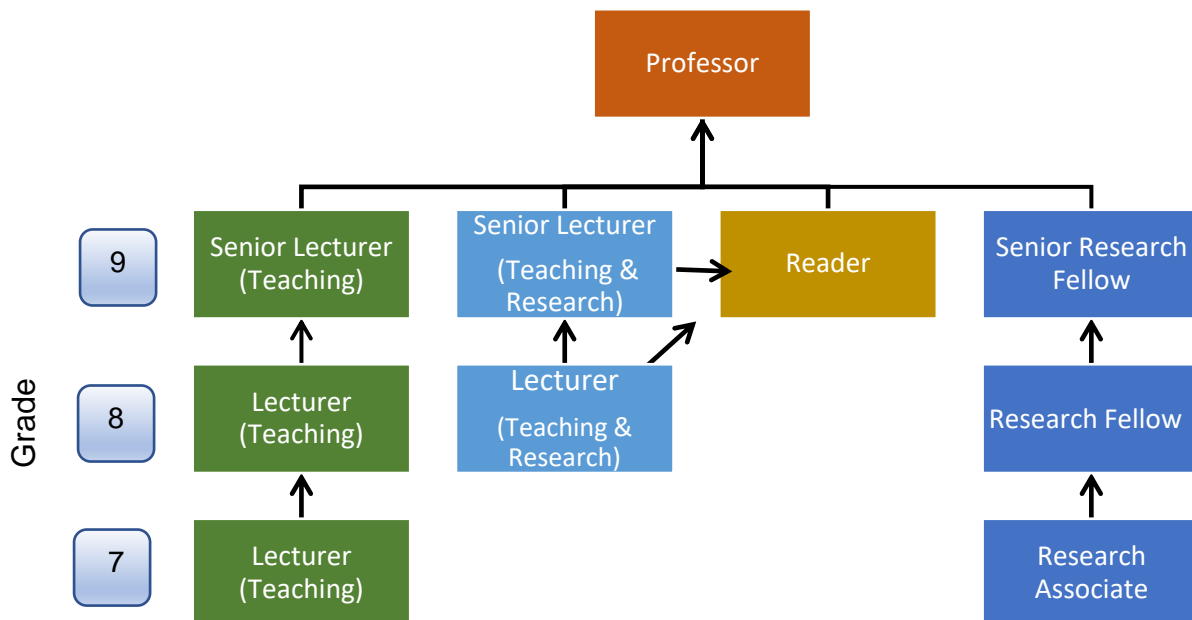 Professor
9
Senior Lecturer
(Teaching)
Senior Lecturer
(Teaching &
Research)
Reader
Senior Research
Fellow
Grade
8
Lecturer
(Teaching)
Lecturer
(Teaching &
Research)
Research Fellow
7
Lecturer
(Teaching)
Research
Associate